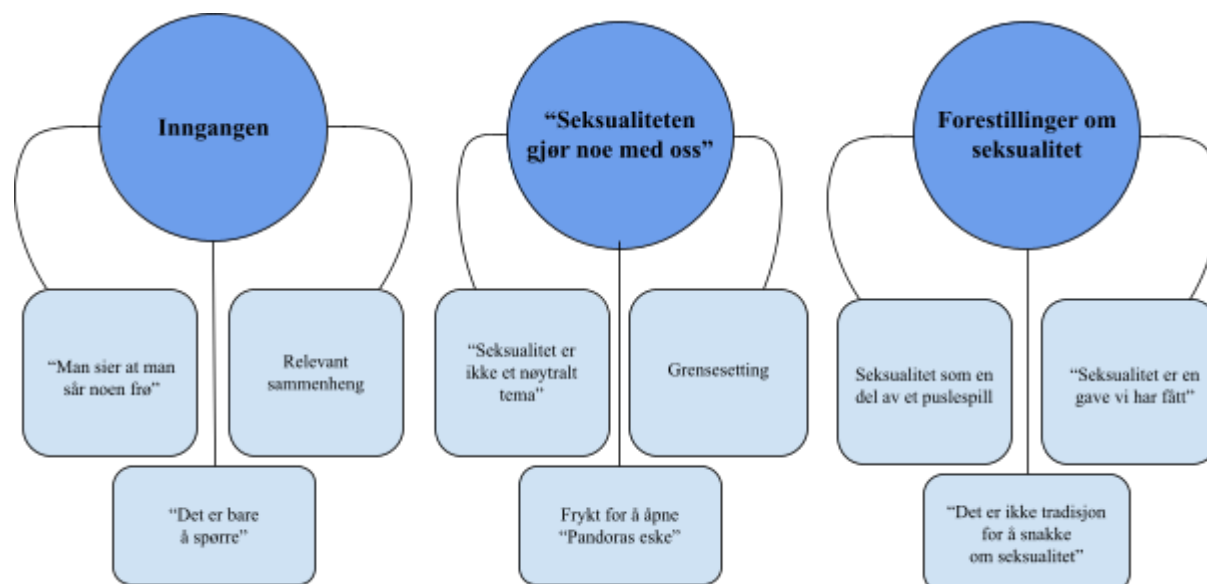 Inngangen
“Man sier at man
sår noen frø”
Relevant
sammenheng
“Det er bare
å spørre”
“Seksualiteten
gjør noe med oss”
“Seksualitet er
ikke et nøytralt
tema”
Grensesetting
Frykt for å åpne
“Pandoras eske”
Forestillinger om
seksualitet
Seksualitet som en
del av et puslespill
“Seksualitet er en
gave vi har fått”
“Det er ikke tradisjon
for å snakke
om seksualitet”